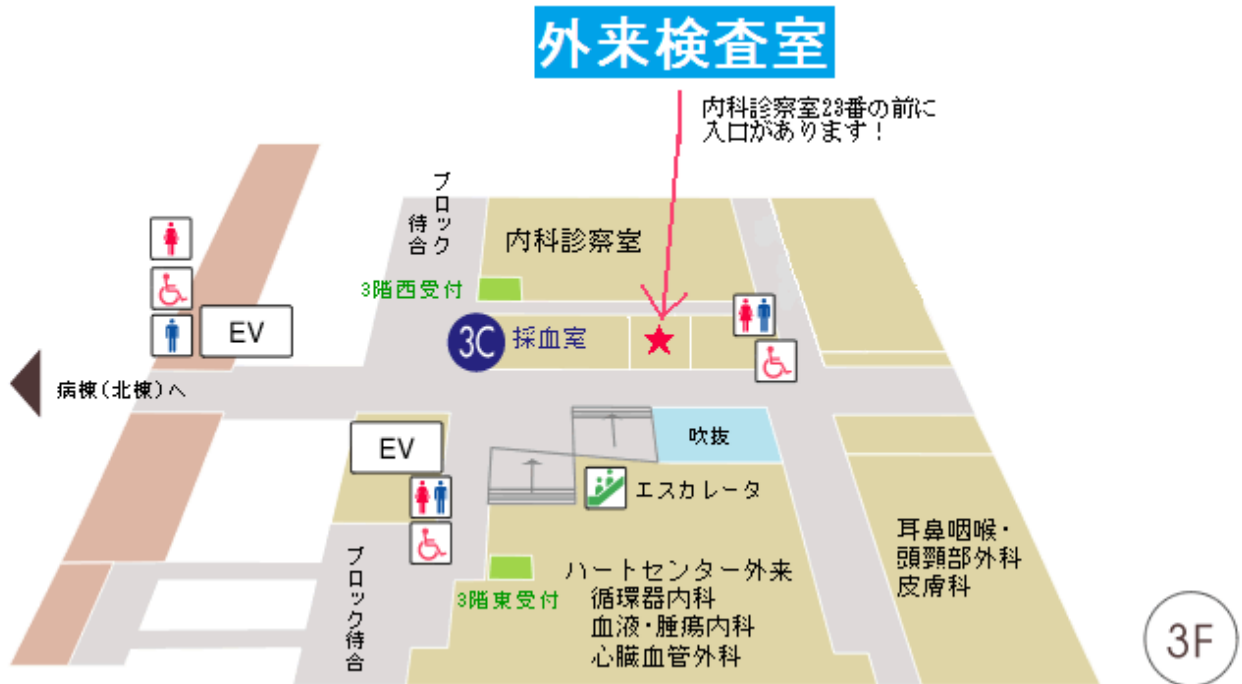 外来検査室
内科診察室23番の前に
入口があります！
ブロック
待合
内科診察室
3階西受付
EV
3C
採血室
病棟(北棟)へ
EV
吹抜
エスカレータ
耳鼻咽喉・
頭頸部外科
皮膚科
ブロック待合
ハートセンター外来
3階東受付
循環器内科
血液・腫瘍内科
心臓血管外科
3F